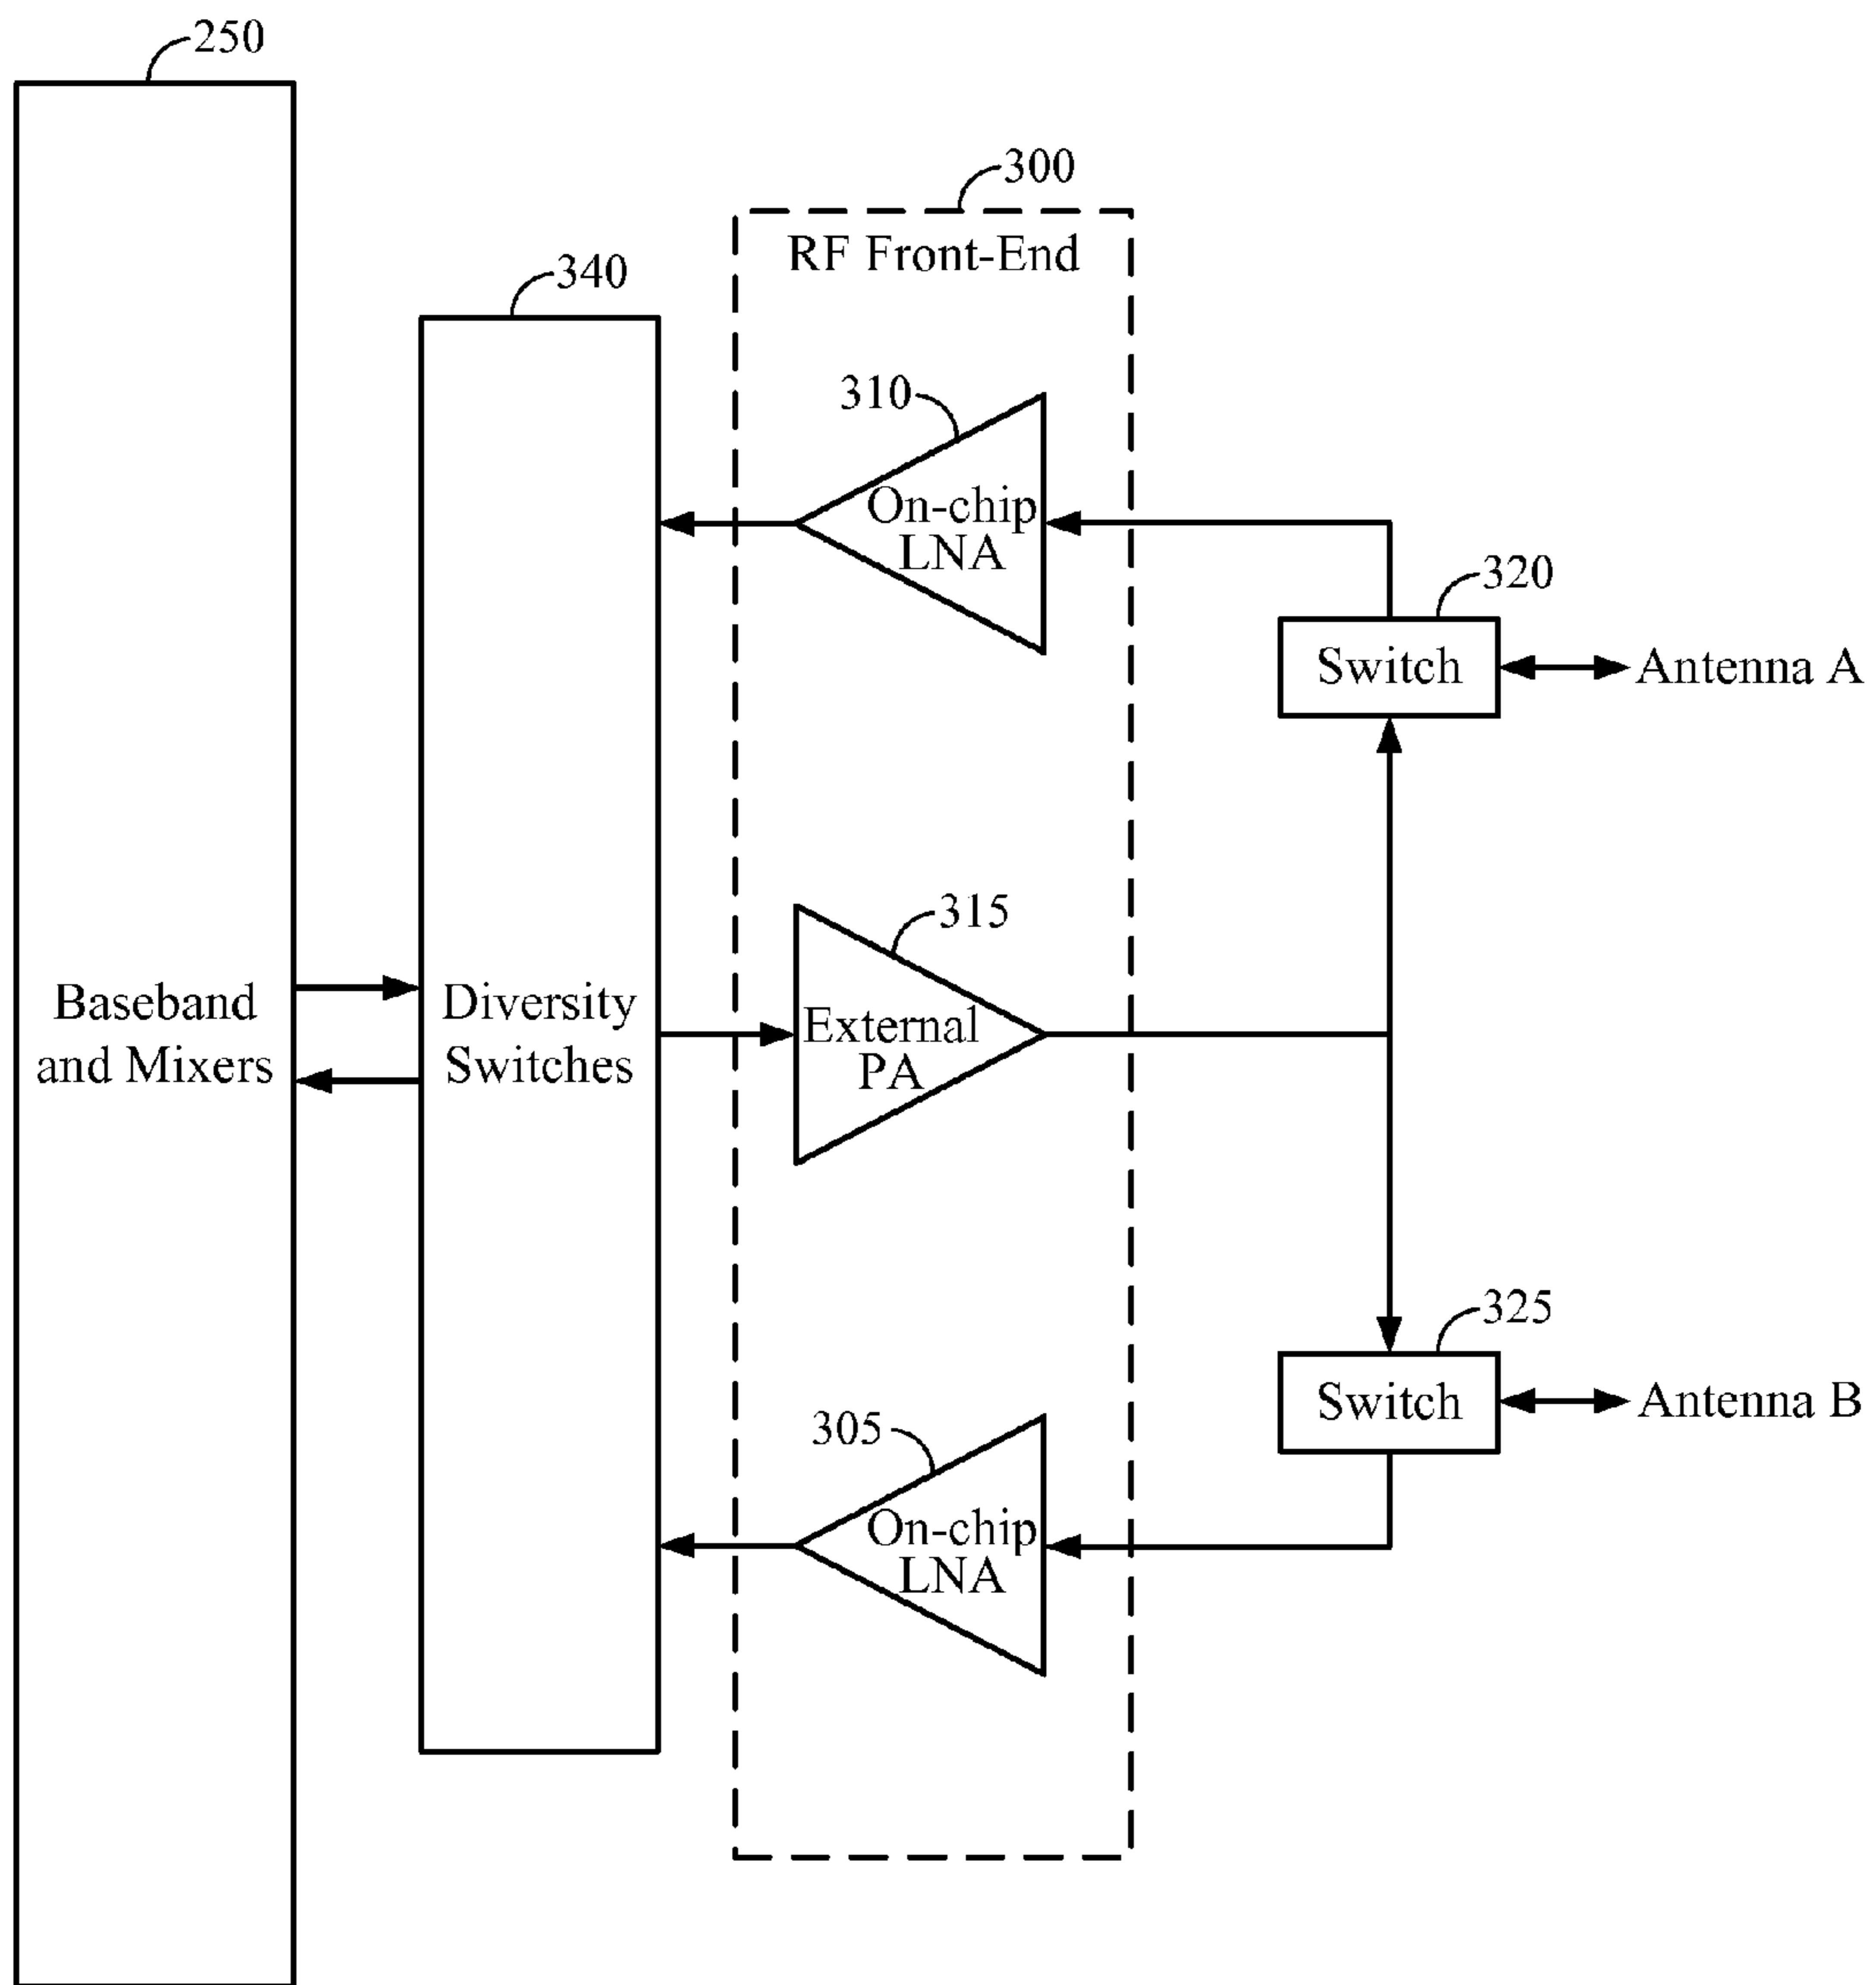 250
300
RF Front-End
340
310
On-chip
LNA
320
Switch
Antenna A
315
External
PA
Baseband
and Mixers
Diversity
Switches
325
Switch
Antenna B
305
On-chip
LNA